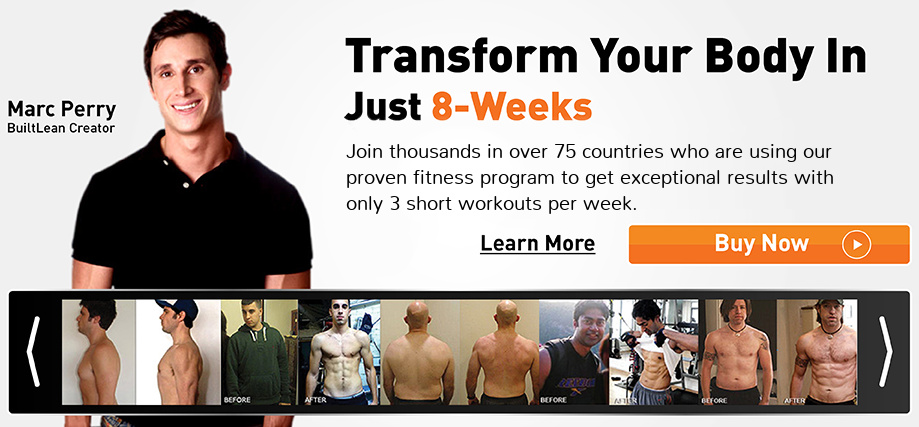 Marc Perry
BuiltLean Creator
Transform Your Body In
Just 8-Weeks
Join thousands in over 75 countries who are using our
proven fitness program to get exceptional results with
only 3 short workouts per week.
Learn More
Buy Now
BEFORE
AFTER
BEFORE
AFTER
BEFORE
AFTER